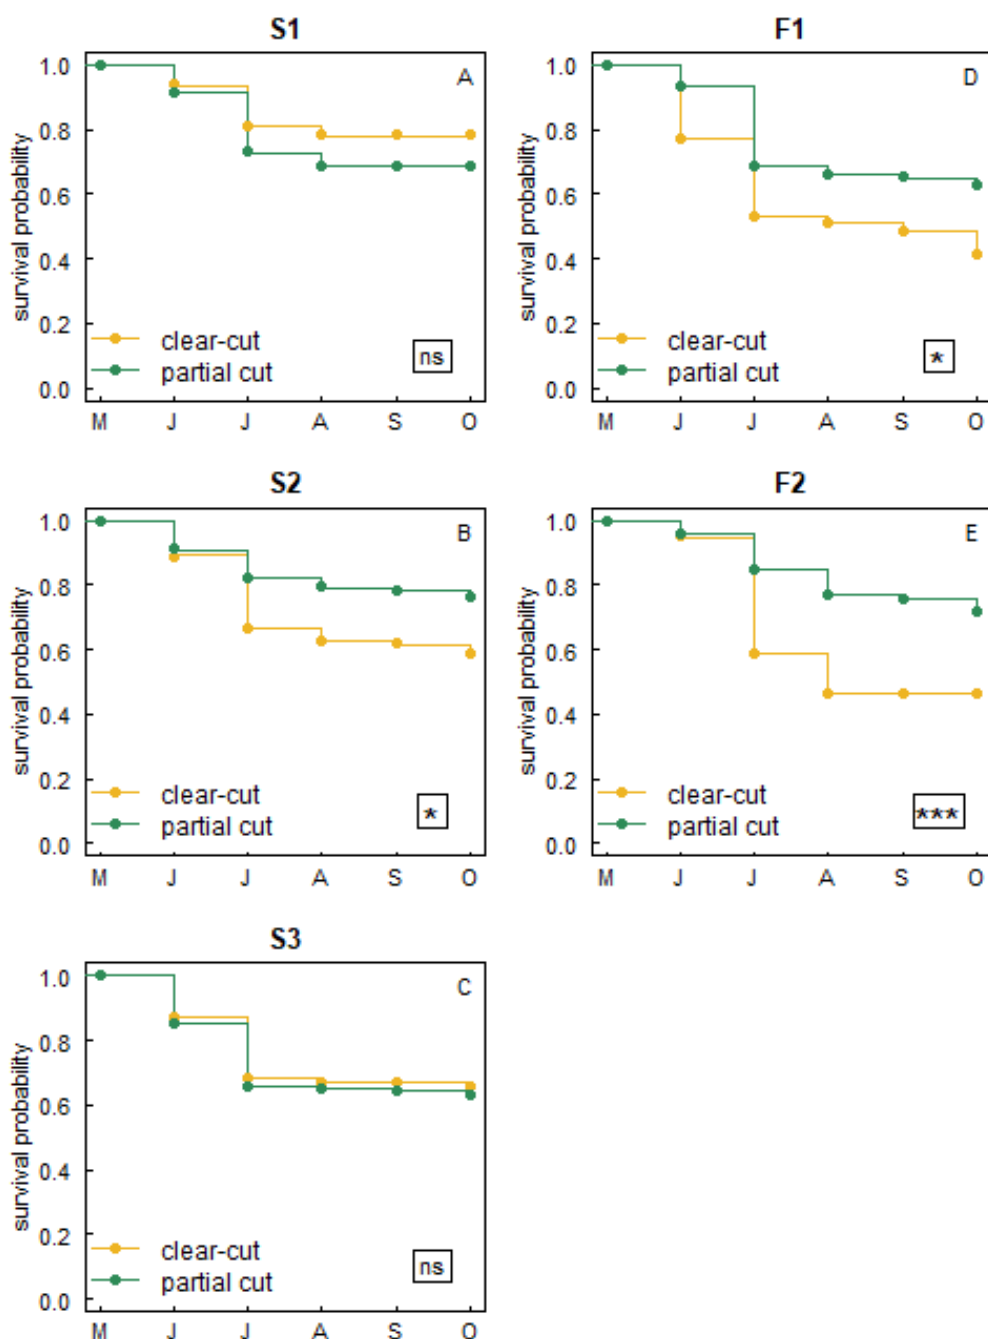 S1
A
survival probability
1.0
0.8
0.6
0.4
0.2
0.0
clear-cut
partial cut
ns
M J J A S O
F1
D
survival probability
1.0
0.8
0.6
0.4
0.2
0.0
clear-cut
partial cut
*
M J J A S O
S2
B
survival probability
1.0
0.8
0.6
0.4
0.2
0.0
clear-cut
partial cut
*
M J J A S O
F2
E
survival probability
1.0
0.8
0.6
0.4
0.2
0.0
clear-cut
partial cut
***
M J J A S O
S3
C
survival probability
1.0
0.8
0.6
0.4
0.2
0.0
clear-cut
partial cut
ns
M J J A S O